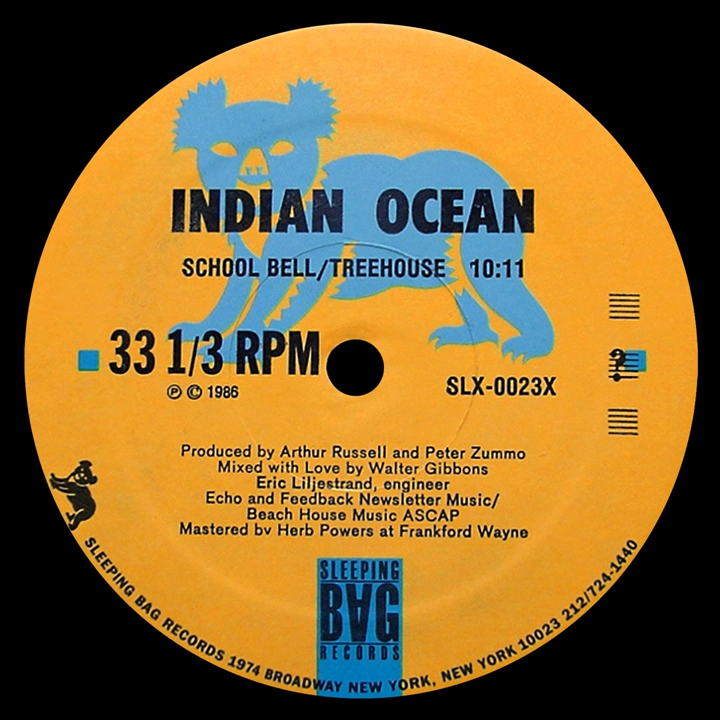 INDIAN OCEAN
SCHOOL BELL/TREEHOUSE 10:11
33 1/3 RPM
℗ © 1986
SLX-0023X
Produced by Arthur Russell and Peter Zummo
Mixed with Love by Walter Gibbons
Eric Liljestrand, engineer
Echo and Feedback Newsletter Music/
Beach House Music ASCAP
Mastered by Herb Powers at Frankford Wayne
SLEEPING
BAG
RECORDS
SLEEPING BAG RECORDS 1974 BROADWAY NEW YORK, NEW YORK 10023 212/724-1440